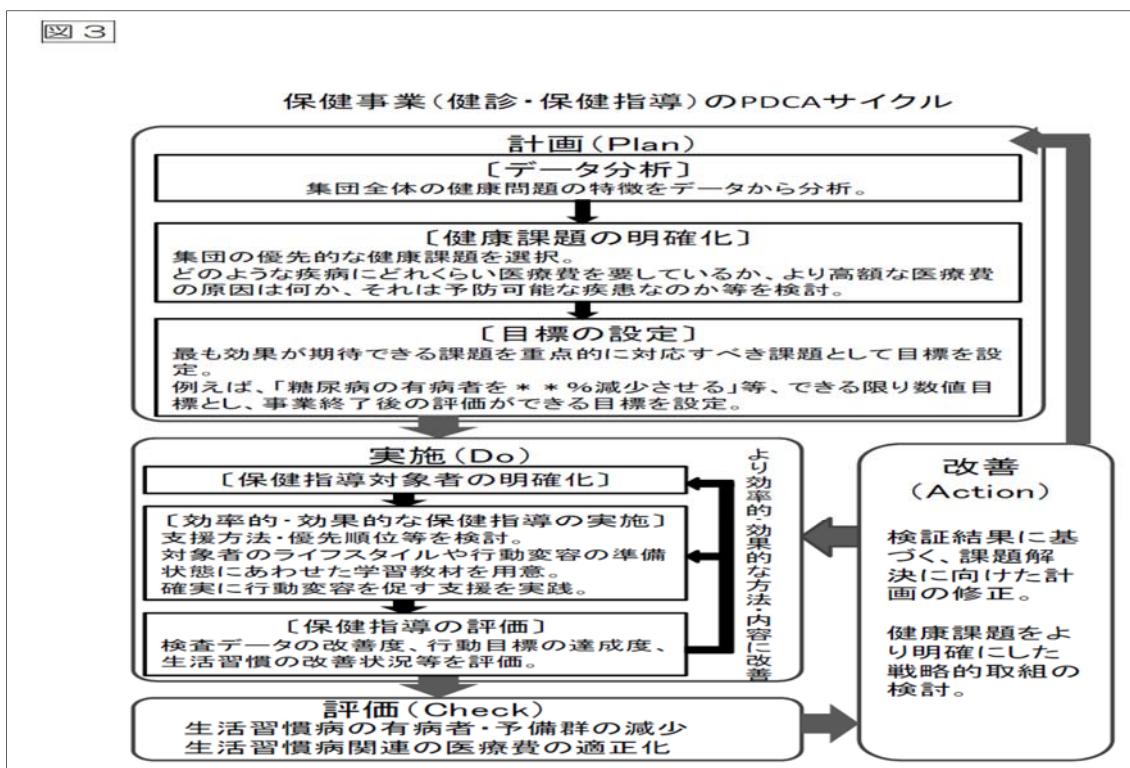 図3
保健事業(健診・保健指導)のPDCAサイクル
計画(Plan)
〔データ分析〕
集団全体の健康問題の特徴をデータから分析。
〔健康課題の明確化〕
集団の優先的な健康課題を選択。
どのような疾病にどれくらい医療費を要しているか、より高額な医療費
の原因は何か、それは予防可能な疾患なのか等を検討。
〔目標の設定〕
最も効果が期待できる課題を重点的に対応すべき課題として目標を設
定。
例えば、「糖尿病の有病者を**%減少させる」等、できる限り数値目
標とし、事業終了後の評価ができる目標を設定。
実施(Do)
〔保健指導対象者の明確化〕
〔効率的・効果的な保健指導の実施〕
支援方法・優先順位等を検討。
対象者のライフスタイルや行動変容の準備
状態にあわせた学習教材を用意。
確実に行動変容を促す支援を実践。
〔保健指導の評価〕
検査データの改善度、行動目標の達成度、
生活習慣の改善状況等を評価。
より効率的・効果的な方法・内容に改善
評価(Check)
生活習慣病の有病者・予備群の減少
生活習慣病関連の医療費の適正化
改善
(Action)
検証結果に基
づく、課題解
決に向けた計
画の修正。
健康課題をよ
り明確にした
戦略的取組の
検討。